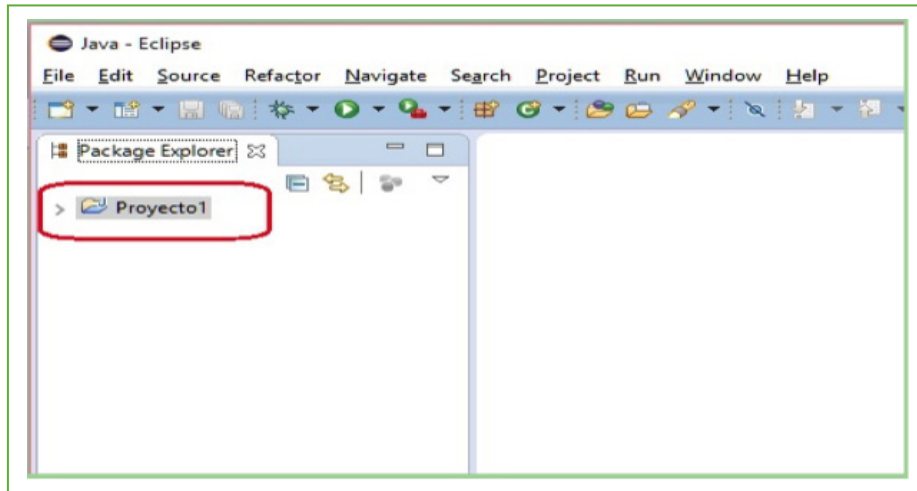 Java - Eclipse
File Edit Source Refactor Navigate Search Project Run Window Help
Package Explorer
Proyecto1